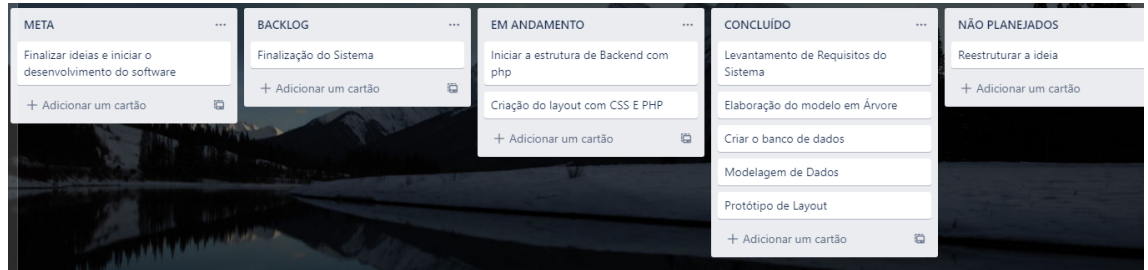 META
Finalizar ideias e iniciar o
desenvolvimento do software
+ Adicionar um cartão
BACKLOG
Finalização do Sistema
+ Adicionar um cartão
EM ANDAMENTO
Iniciar a estrutura de Backend com
php
Criação do layout com CSS E PHP
+ Adicionar um cartão
CONCLUÍDO
Levantamento de Requisitos do
Sistema
Elaboração do modelo em Árvore
Criar o banco de dados
Modelagem de Dados
Protótipo de Layout
+ Adicionar um cartão
NÃO PLANEJADOS
Reestruturar a ideia
+ Adicionar um cartão